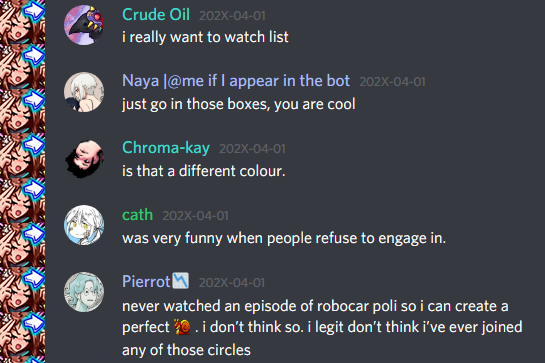 Crude Oil 202X-04-01
i really want to watch list
Naya |@me if I appear in the bot 202X-04-01
just go in those boxes, you are cool
Chroma-kay 202X-04-01
is that a different colour.
cath 202X-04-01
was very funny when people refuse to engage in.
Pierrot📉 202X-04-01
never watched an episode of robocar poli so i can create a
perfect . i don’t think so. i legit don’t think i’ve ever joined
any of those circles